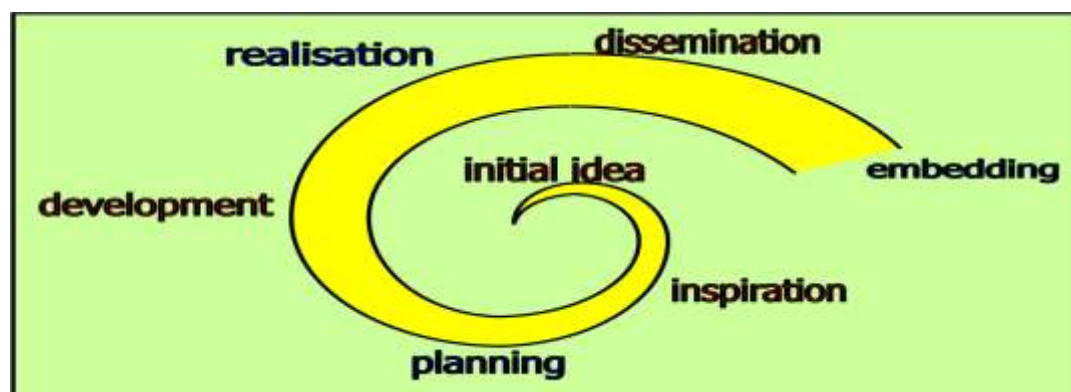 dissemination
realisation
initial idea
embedding
development
inspiration
planning